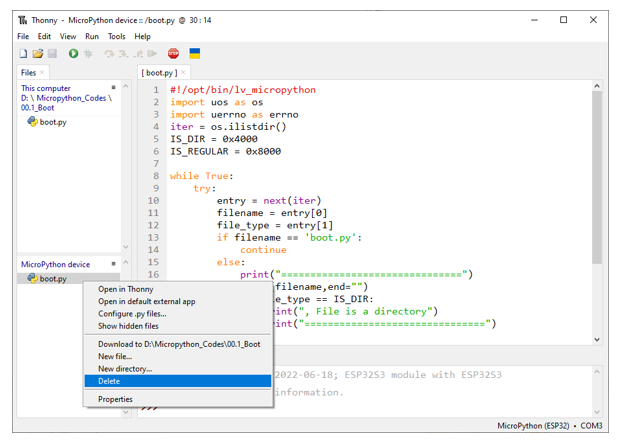 Thonny - MicroPython device :: /boot.py @ 30 : 14
File Edit View Run Tools Help
STOP
Files ×
This computer
D: \ Micropython_Codes \
00.1_Boot
boot.py
MicroPython device
boot.py
[ boot.py ] ×
1 #!/opt/bin/lv_micropython
2 import uos as os
3 import uerrno as errno
4 iter = os.ilistdir()
5 IS_DIR = 0x4000
6 IS_REGULAR = 0x8000
7
8 while True:
9 try:
10 entry = next(iter)
11 filename = entry[0]
12 file_type = entry[1]
13 if filename == 'boot.py':
14 continue
15 else:
16 print("===============================")
filename,end="")
e_type == IS_DIR:
int(", File is a directory")
int("===============================")
Open in Thonny
Open in default external app
Configure .py files...
Show hidden files
Download to D:\Micropython_Codes\00.1_Boot
New file...
New directory...
Delete
Properties
2022-06-18; ESP32S3 module with ESP32S3
information.
>>>
MicroPython (ESP32) • COM3